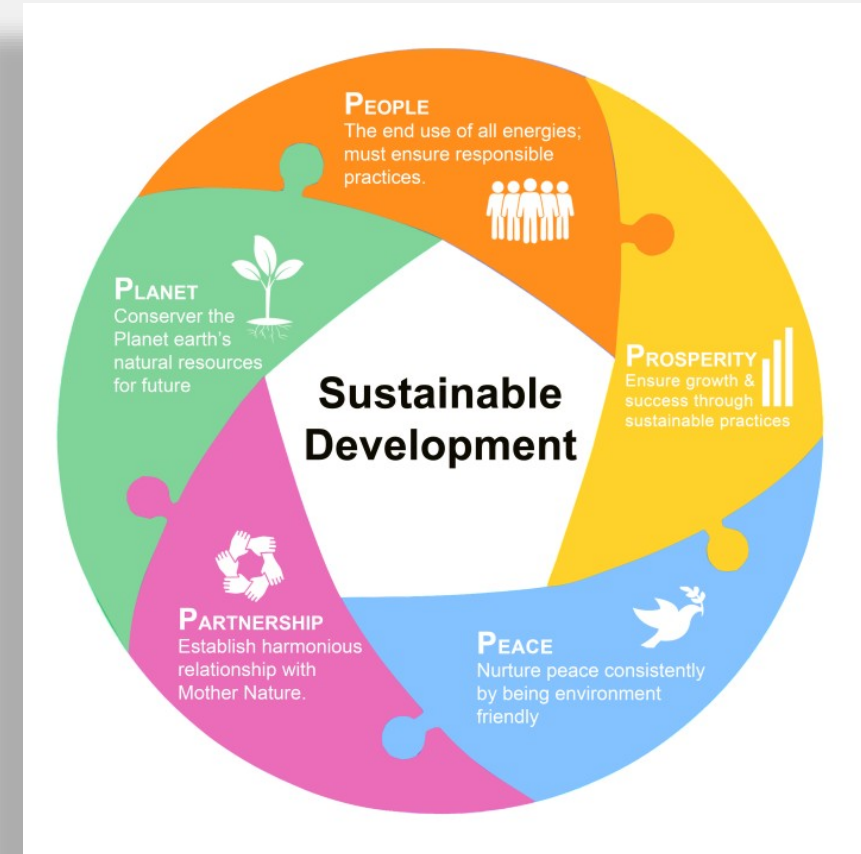 PEOPLE
The end use of all energies;
must ensure responsible
practices.
PLANET
Conserver the
Planet earth's
natural resources
for future
PROSPERITY
Ensure growth &
success through
sustainable practices
Sustainable
Development
PARTNERSHIP
Establish harmonious
relationship with
Mother Nature.
PEACE
Nurture peace consistently
by being environment
friendly